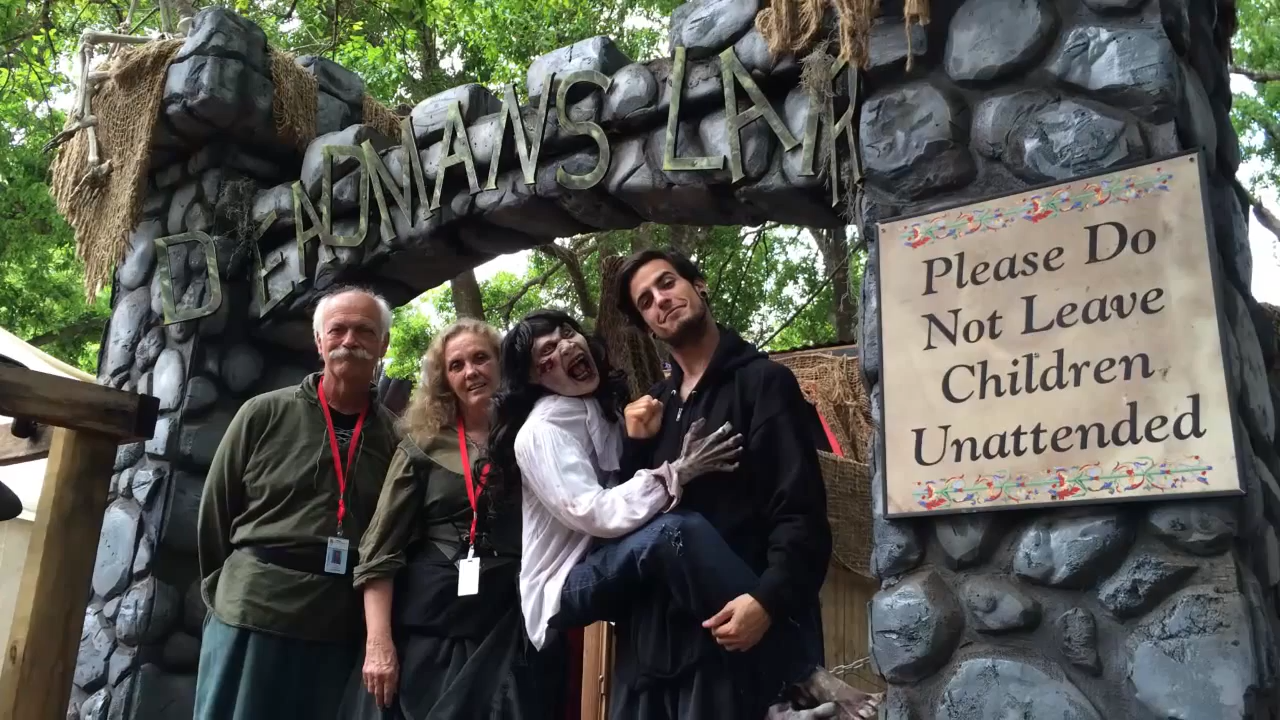 DEADMANS LAIR
Please Do
Not Leave
Children
Unattended